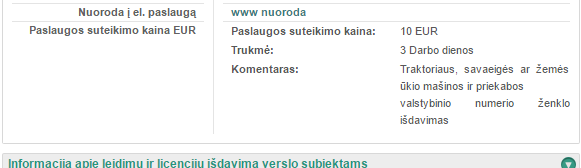 Nuoroda į el. paslaugą www nuoroda
Paslaugos suteikimo kaina EUR Paslaugos suteikimo kaina: 10 EUR
Trukmė: 3 Darbo dienos
Komentaras: Traktoriaus, savaeigės ar žemės
ūkio mašinos ir priekabos
valstybinio numerio ženklo
išdavimas
Informacija apie leidimų ir licencijų išdavimą verslo subjektams